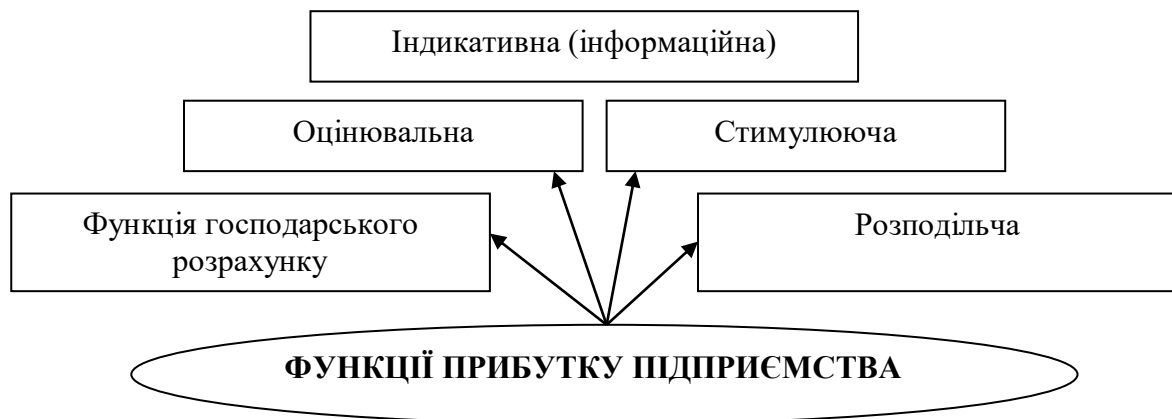 Індикативна (інформаційна)
Оцінювальна
Стимулююча
Функція господарського
розрахунку
Розподільча
ФУНКЦІЇ ПРИБУТКУ ПІДПРИЄМСТВА